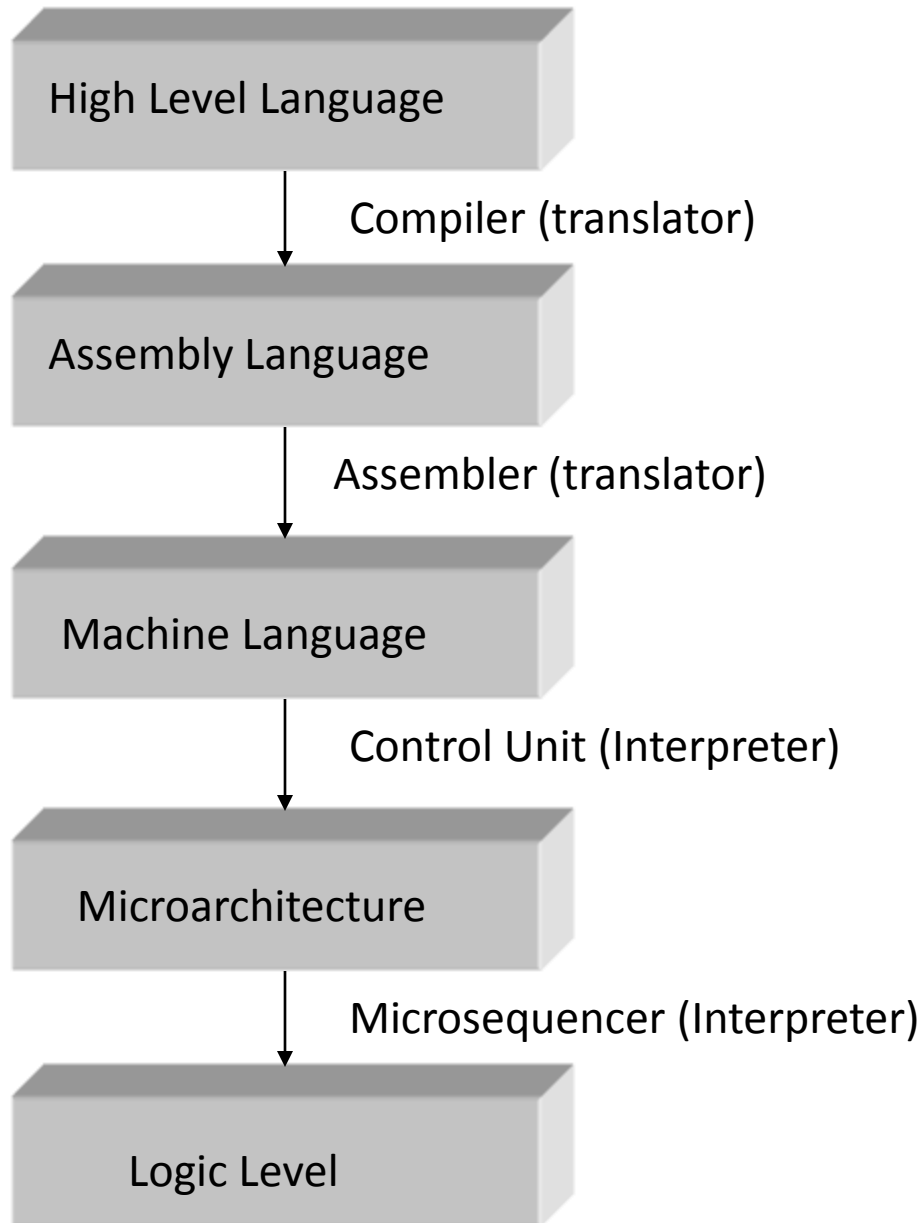 High Level Language
Compiler (translator)
Assembly Language
Assembler (translator)
Machine Language
Control Unit (Interpreter)
Microarchitecture
Microsequencer (Interpreter)
Logic Level